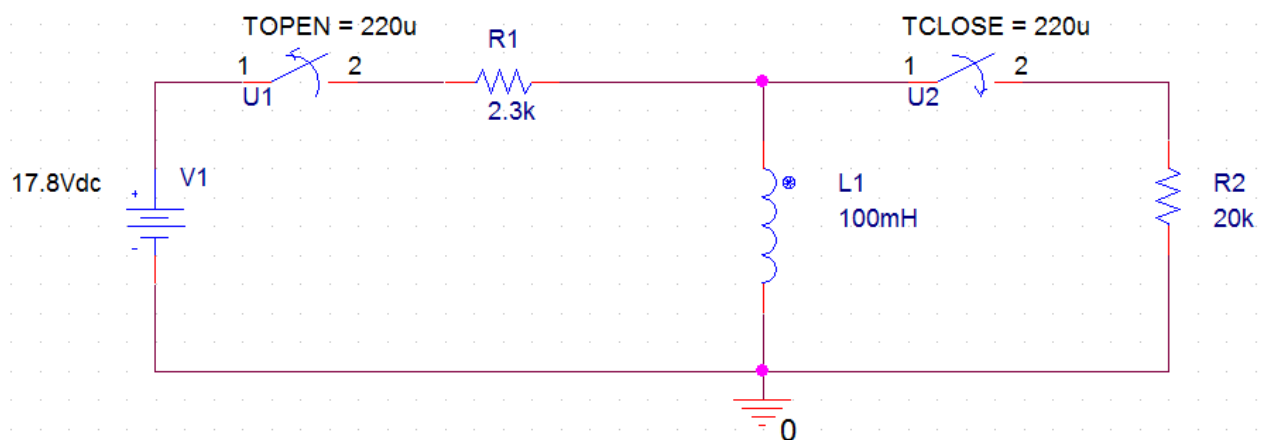 TOPEN = 220u
TCLOSE = 220u
R1
1 2
1 2
U1
U2
2.3k
17.8Vdc
+
V1
-
L1
100mH
R2
20k
0